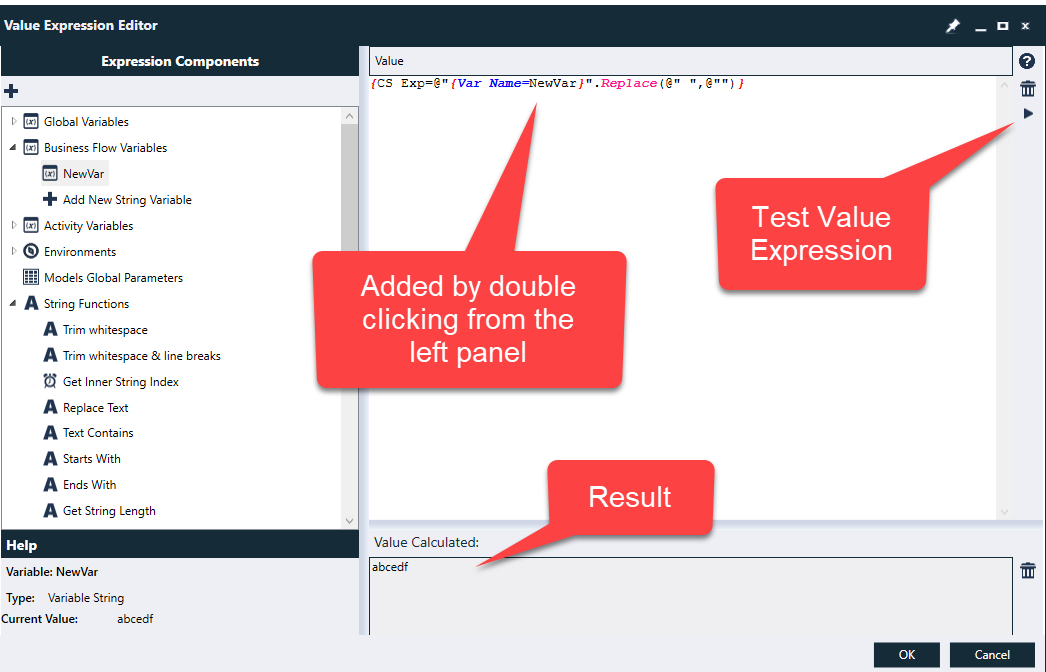 Value Expression Editor
Expression Components
Value
{CS Exp=@"{Var Name=NewVar}".Replace(@" ",@"")}
Global Variables
Business Flow Variables
NewVar
Add New String Variable
Activity Variables
Environments
Models Global Parameters
String Functions
Trim whitespace
Trim whitespace & line breaks
Get Inner String Index
Replace Text
Text Contains
Starts With
Ends With
Get String Length
Added by double
clicking from the
left panel
Test Value
Expression
Result
Help
Variable: NewVar
Type: Variable String
Current Value: abcedf
Value Calculated:
abcedf
OK
Cancel